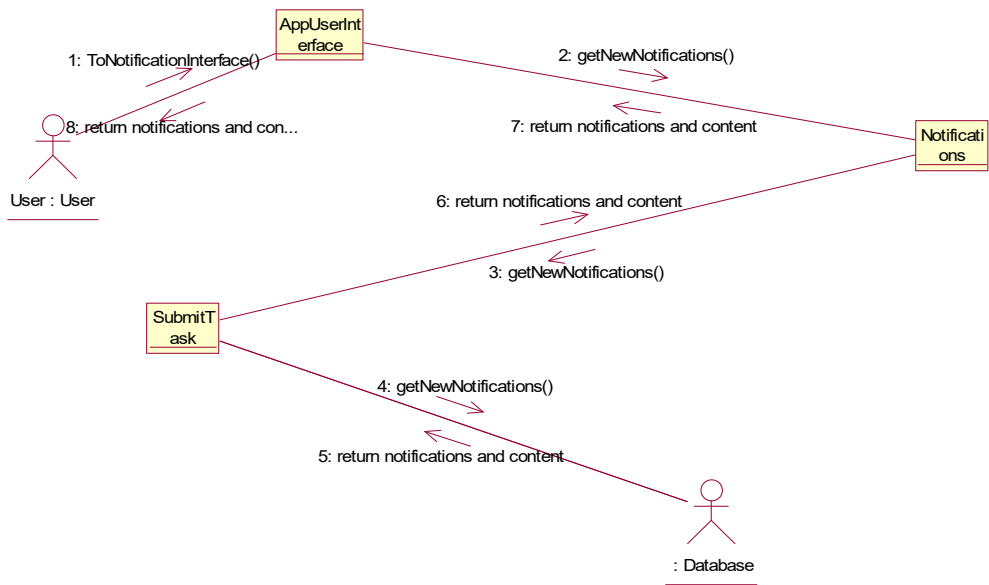 AppUserInt
erface
1: ToNotificationInterface()
2: getNewNotifications()
8: return notifications and con...
7: return notifications and content
Notificati
ons
User : User
6: return notifications and content
3: getNewNotifications()
SubmitT
ask
4: getNewNotifications()
5: return notifications and content
: Database